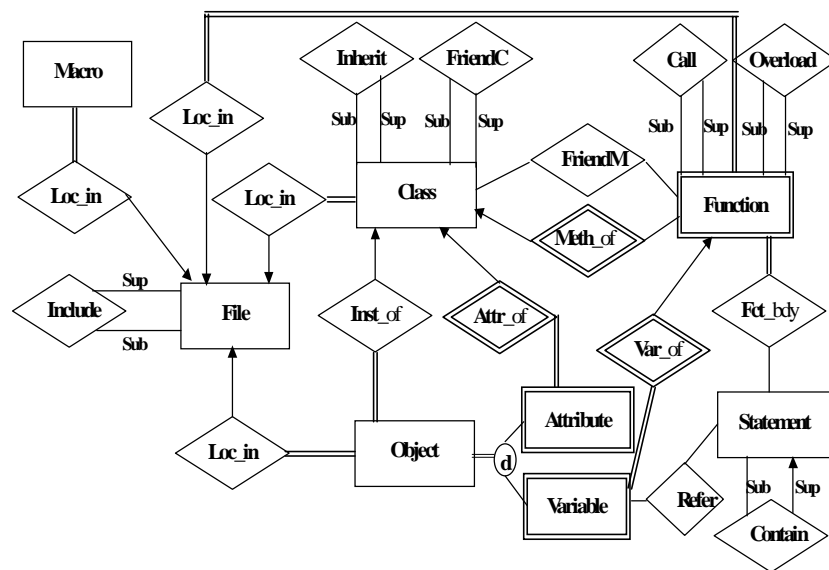 Inherit
FriendC
Call
Overload
Macro
Loc_in
Sub
Sup
Sub
Sup
Sub
Sup
Sub
Sup
FriendM
Loc_in
Loc_in
Class
Function
Meth_of
Sup
Include
File
Inst_of
Attr_of
Fct_bdy
Sub
Var_of
Attribute
Statement
Loc_in
Object
d
Sub
Sup
Variable
Refer
Contain